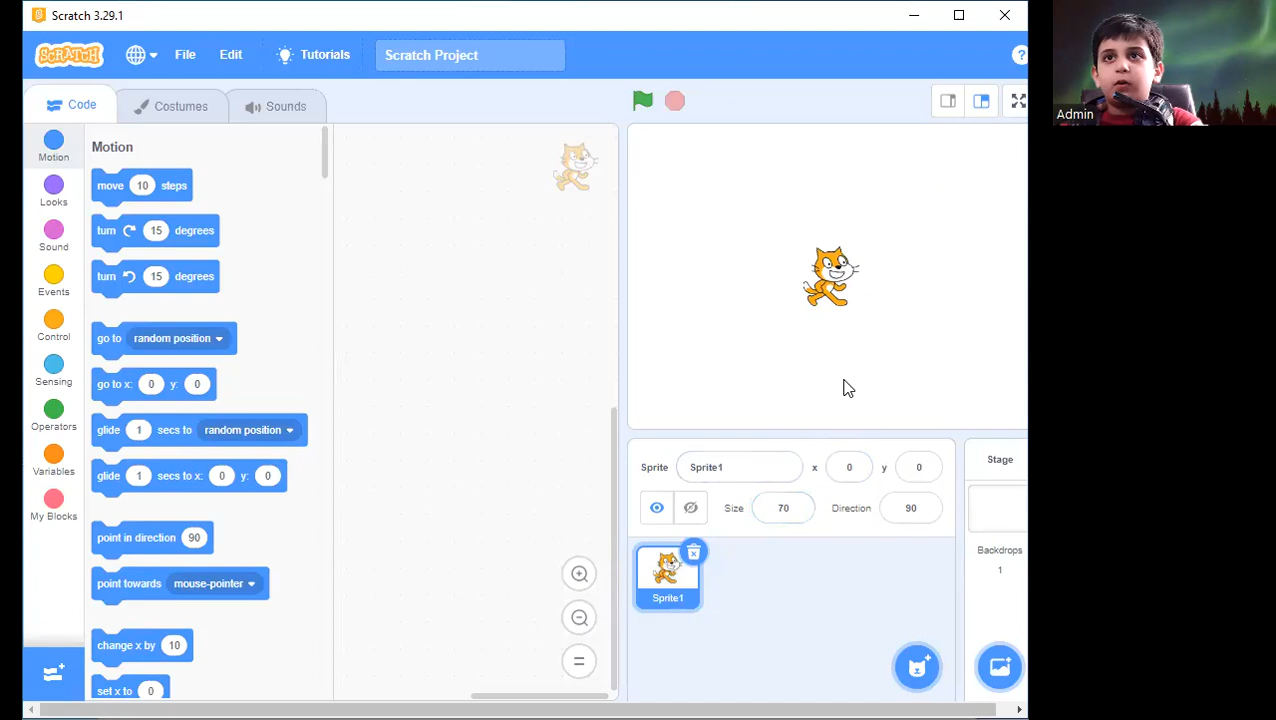 Scratch 3.29.1
SCRATCH
File
Edit
Tutorials
Scratch Project
?
Code
Costumes
Sounds
Motion
Looks
Sound
Events
Control
Sensing
Operators
Variables
My Blocks
Motion
move 10 steps
turn 15 degrees
turn 15 degrees
go to random position
go to x: 0 y: 0
glide 1 secs to random position
glide 1 secs to x: 0 y: 0
point in direction 90
point towards mouse-pointer
change x by 10
set x to 0
Sprite Sprite1 x 0 y 0
Size 70 Direction 90
Sprite1
Stage
Backdrops
1
Admin